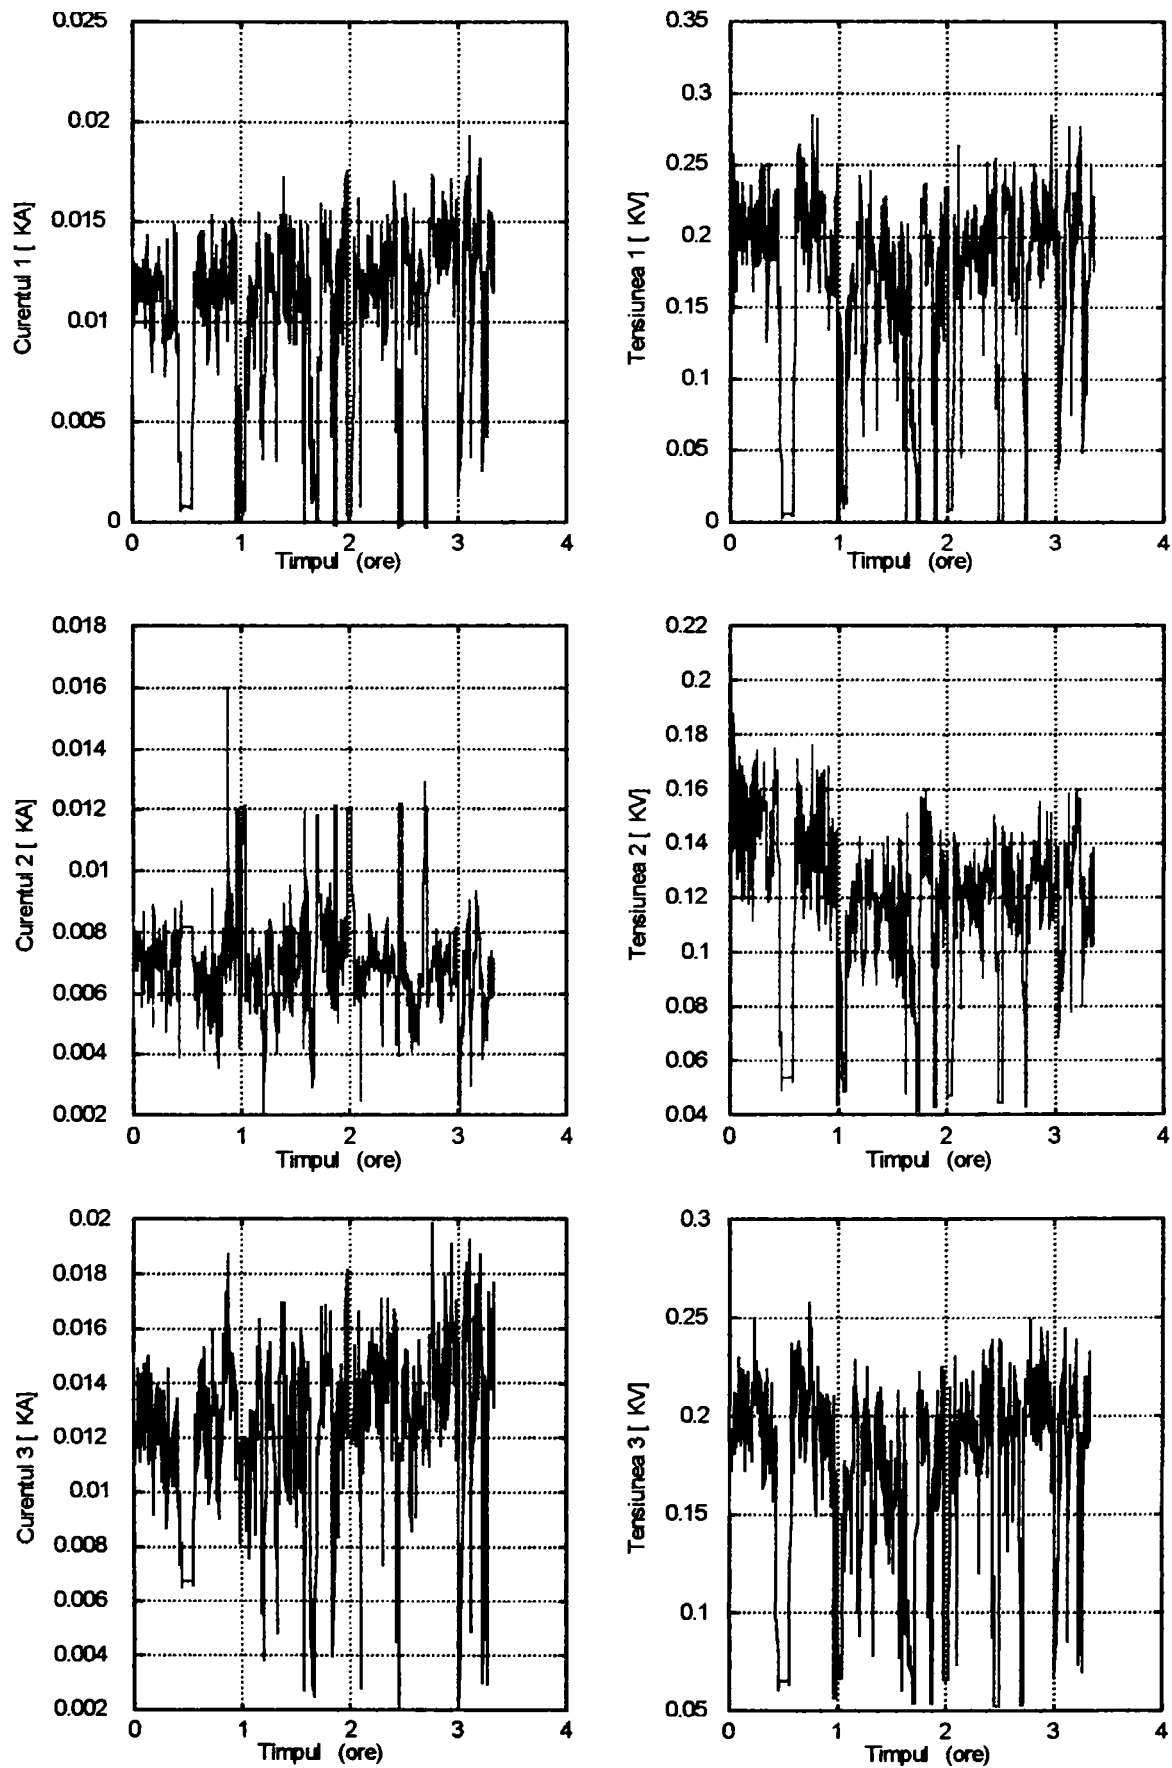 0.025
0.02
0.015
0.01
0.005
0
0 1 2 3 4
Curentul 1 [ KA]
Timpul (ore)
0.35
0.3
0.25
0.2
0.15
0.1
0.05
0
0 1 2 3 4
Tensiunea 1 [ KV]
Timpul (ore)
0.018
0.016
0.014
0.012
0.01
0.008
0.006
0.004
0.002
0 1 2 3 4
Curentul 2 [ KA]
Timpul (ore)
0.22
0.2
0.18
0.16
0.14
0.12
0.1
0.08
0.06
0.04
0 1 2 3 4
Tensiunea 2 [ KV]
Timpul (ore)
0.02
0.018
0.016
0.014
0.012
0.01
0.008
0.006
0.004
0.002
0 1 2 3 4
Curentul 3 [ KA]
Timpul (ore)
0.3
0.25
0.2
0.15
0.1
0.05
0 1 2 3 4
Tensiunea 3 [ KV]
Timpul (ore)